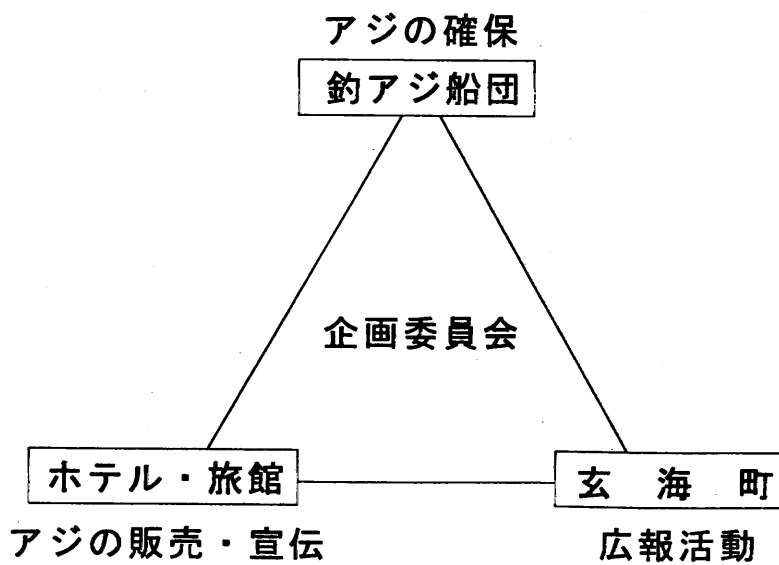 アジの確保
釣アジ船団
企画委員会
ホテル・旅館
玄 海 町
アジの販売・宣伝
広報活動